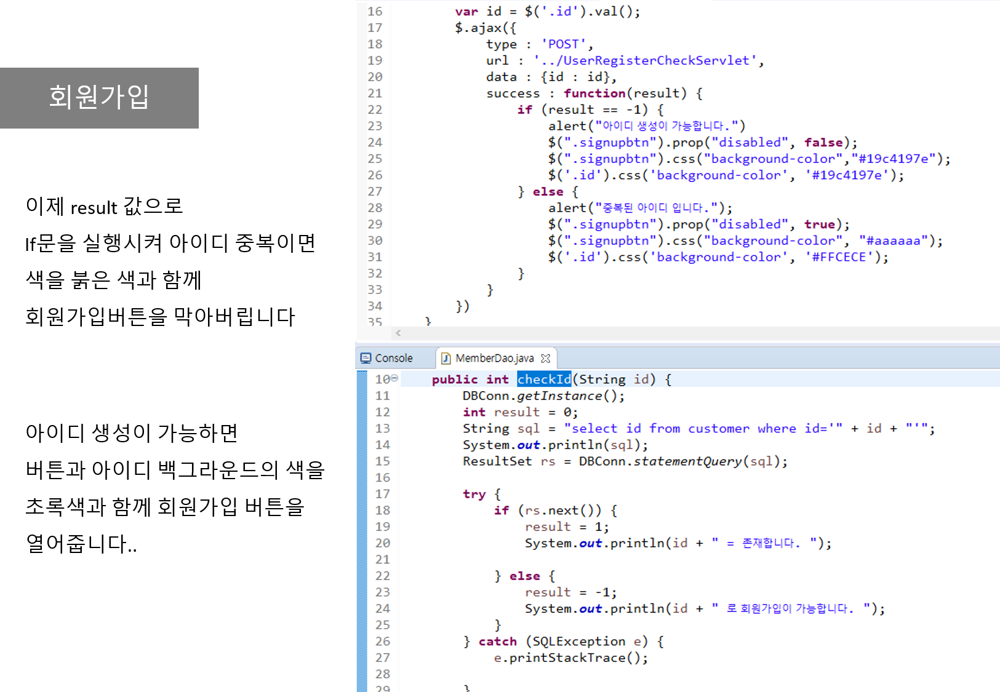 회원가입
이제 result 값으로
If문을 실행시켜 아이디 중복이면
색을 붉은 색과 함께
회원가입버튼을 막아버립니다
아이디 생성이 가능하면
버튼과 아이디 백그라운드의 색을
초록색과 함께 회원가입 버튼을
열어줍니다..
16 var id = $('.id').val();
17 $.ajax({
18 type : 'POST',
19 url : '../UserRegisterCheckServlet',
20 data : {id : id},
21 success : function(result) {
22 if (result == -1) {
23 alert("아이디 생성이 가능합니다.")
24 $(".signupbtn").prop("disabled", false);
25 $(".signupbtn").css("background-color","#19c4197e");
26 $('.id').css('background-color', '#19c4197e');
27 } else {
28 alert("중복된 아이디 입니다.");
29 $(".signupbtn").prop("disabled", true);
30 $(".signupbtn").css("background-color", "#aaaaaa");
31 $('.id').css('background-color', '#FFCECE');
32 }
33 }
34 })
35 }
Console MemberDao.java
10 public int checkId(String id) {
11 DBConn.getInstance();
12 int result = 0;
13 String sql = "select id from customer where id='" + id + "'";
14 System.out.println(sql);
15 ResultSet rs = DBConn.statementQuery(sql);
16
17 try {
18 if (rs.next()) {
19 result = 1;
20 System.out.println(id + " = 존재합니다. ");
21
22 } else {
23 result = -1;
24 System.out.println(id + " 로 회원가입이 가능합니다. ");
25 }
26 } catch (SQLException e) {
27 e.printStackTrace();
28
29 }